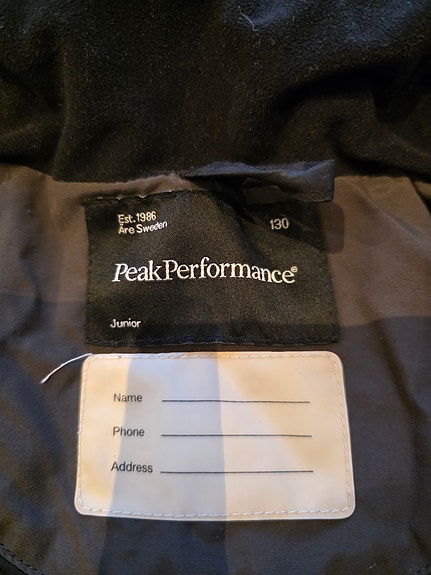 Est. 1986
Åre Sweden
130
PeakPerformance®
Junior
Name
Phone
Address